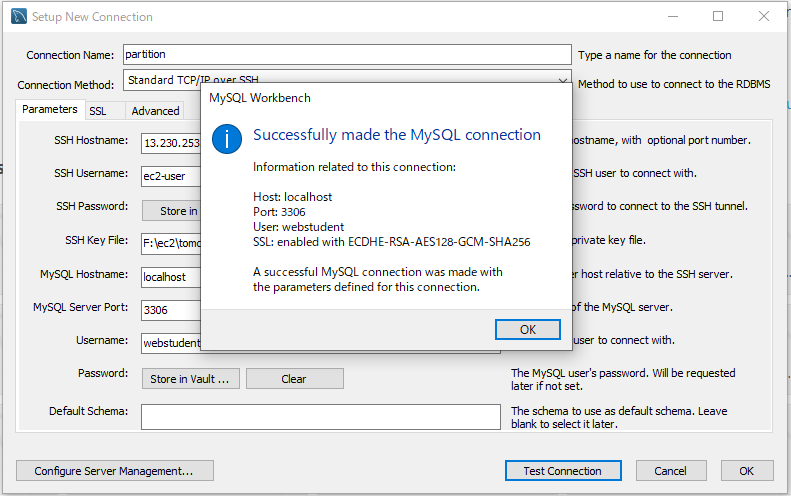 Setup New Connection
Connection Name: partition Type a name for the connection
Connection Method: Standard TCP/IP over SSH Method to use to connect to the RDBMS
Parameters SSL Advanced
MySQL Workbench
Successfully made the MySQL connection
Information related to this connection:
Host: localhost
Port: 3306
User: webstudent
SSL: enabled with ECDHE-RSA-AES128-GCM-SHA256
A successful MySQL connection was made with
the parameters defined for this connection.
OK
SSH Hostname: 13.230.253 hostname, with optional port number.
SSH Username: ec2-user SSH user to connect with.
SSH Password: Store in to connect to the SSH tunnel.
SSH Key File: F:\ec2\tomc private key file.
MySQL Hostname: localhost host relative to the SSH server.
MySQL Server Port: 3306 of the MySQL server.
Username: webstudent user to connect with.
Password: Store in Vault ... Clear The MySQL user's password. Will be requested
later if not set.
Default Schema: The schema to use as default schema. Leave
blank to select it later.
Configure Server Management... Test Connection Cancel OK